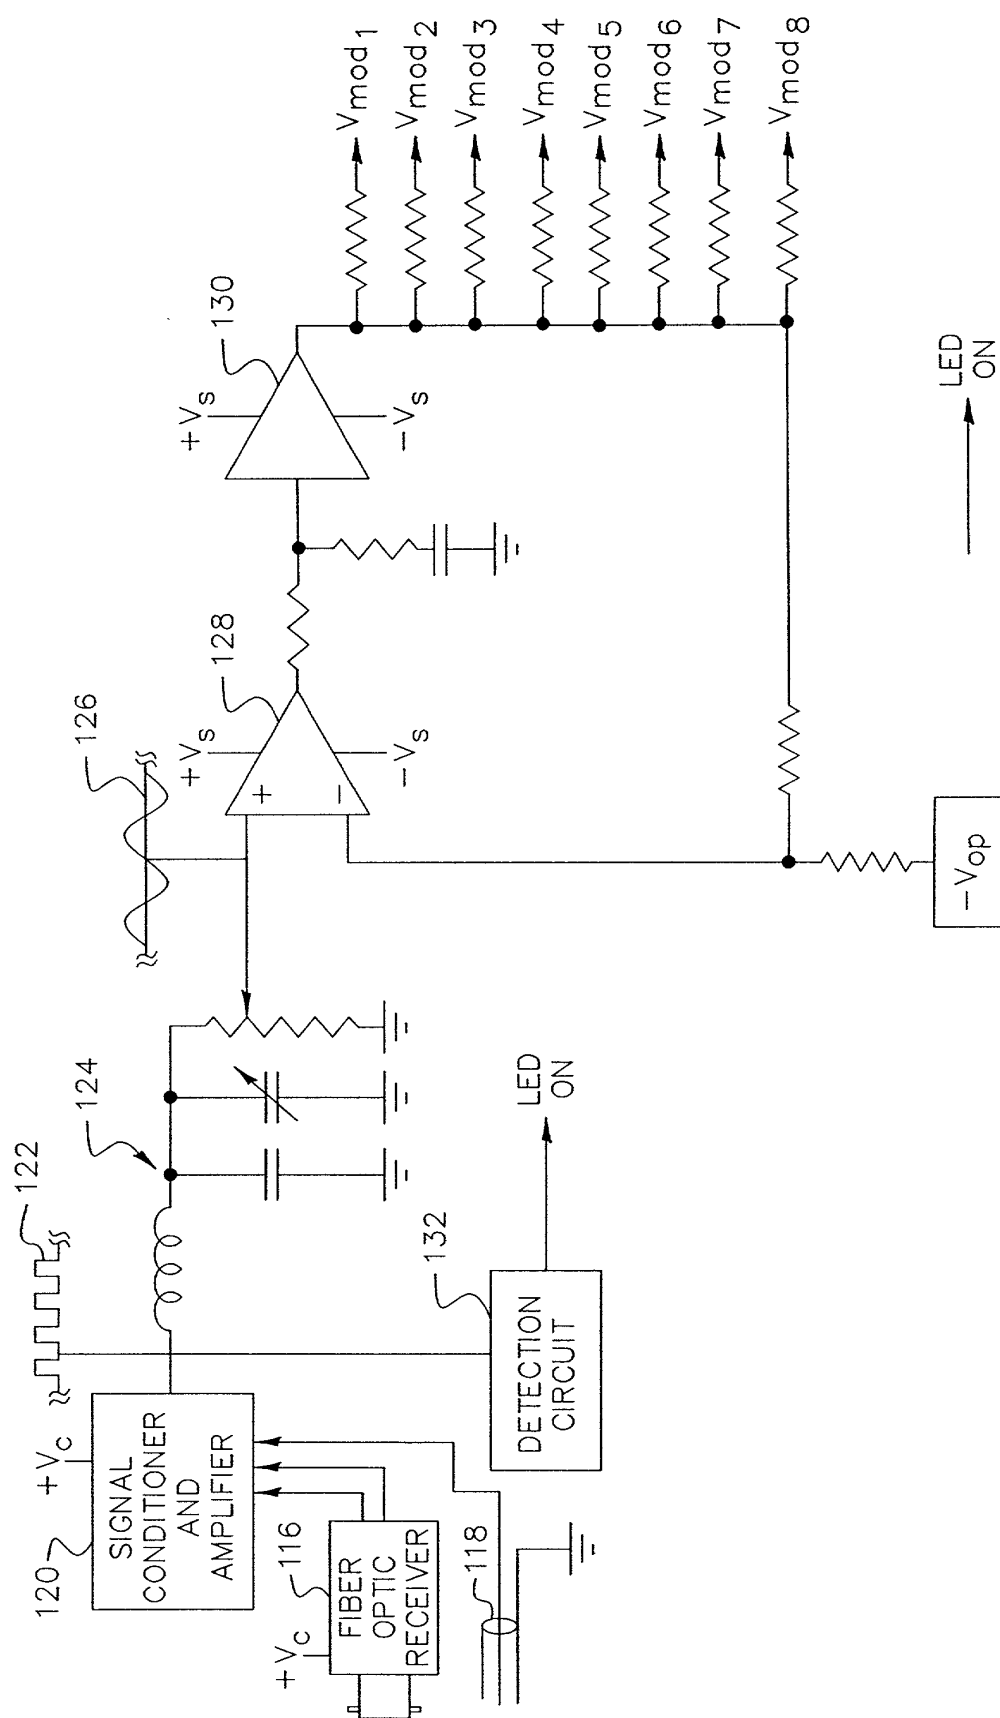 120
+Vc
SIGNAL
CONDITIONER
AND
AMPLIFIER
+Vc
116
FIBER
OPTIC
RECEIVER
118
122
124
132
DETECTION
CIRCUIT
LED
ON
126
+Vs
128
+
−
−Vs
−Vop
+Vs
130
−Vs
LED
ON
Vmod1
Vmod2
Vmod3
Vmod4
Vmod5
Vmod6
Vmod7
Vmod8